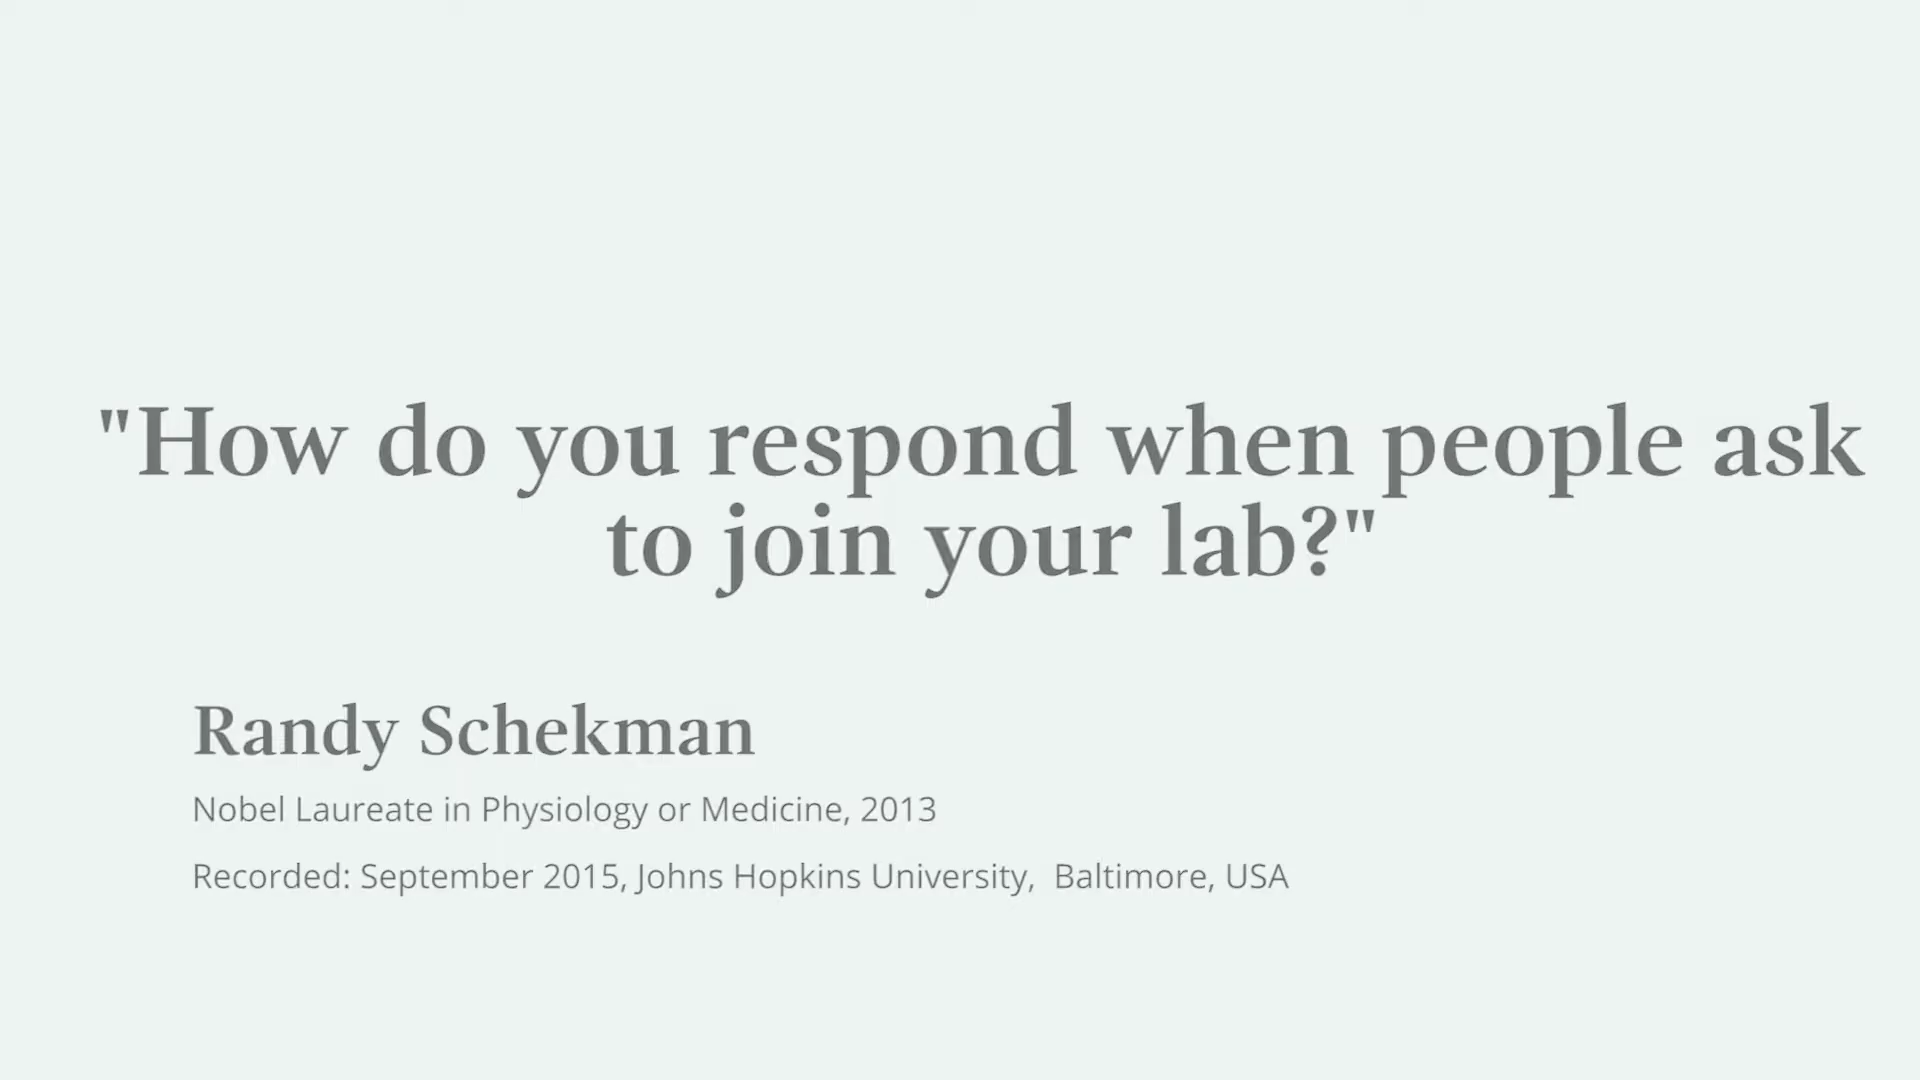 "How do you respond when people ask
to join your lab?"
Randy Schekman
Nobel Laureate in Physiology or Medicine, 2013
Recorded: September 2015, Johns Hopkins University,  Baltimore, USA